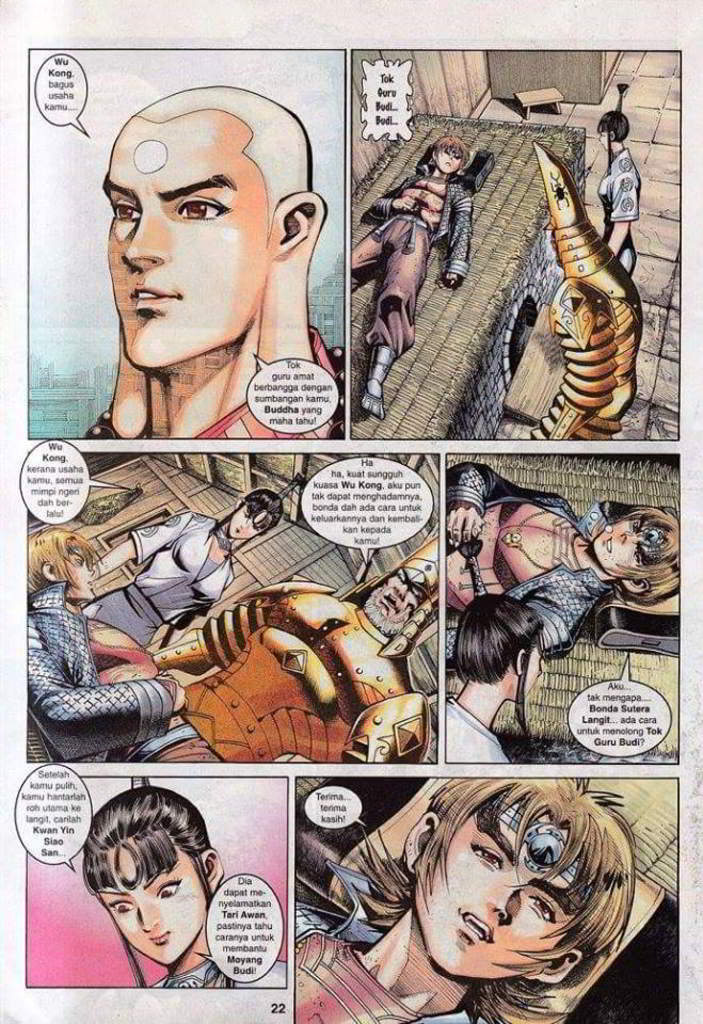 Wu
Kong,
bagus
usaha
kamu....
Tok
guru amat
berbangga dengan
sumbangan kamu,
Buddha yang
maha tahu!
Tok
Guru
Budi...
Budi...
Wu
Kong,
kerana usaha
kamu, semua
mimpi ngeri
dah ber-
lalu!
Ha
ha, kuat sungguh
kuasa Wu Kong, aku pun
tak dapat menghadamnya,
bonda dah ada cara untuk
keluarkannya dan kembali-
kan kepada
kamu!
Aku...
tak mengapa....
Bonda Sutera
Langit... ada cara
untuk menolong Tok
Guru Budi?
Setelah
kamu pulih,
kamu hantarlah
roh utama ke
langit, carilah
Kwan Yin
Siao
San...
Dia
dapat me-
nyelamatkan
Tari Awan,
pastinya tahu
caranya untuk
membantu
Moyang
Budi!
Terima...
terima
kasih!
22